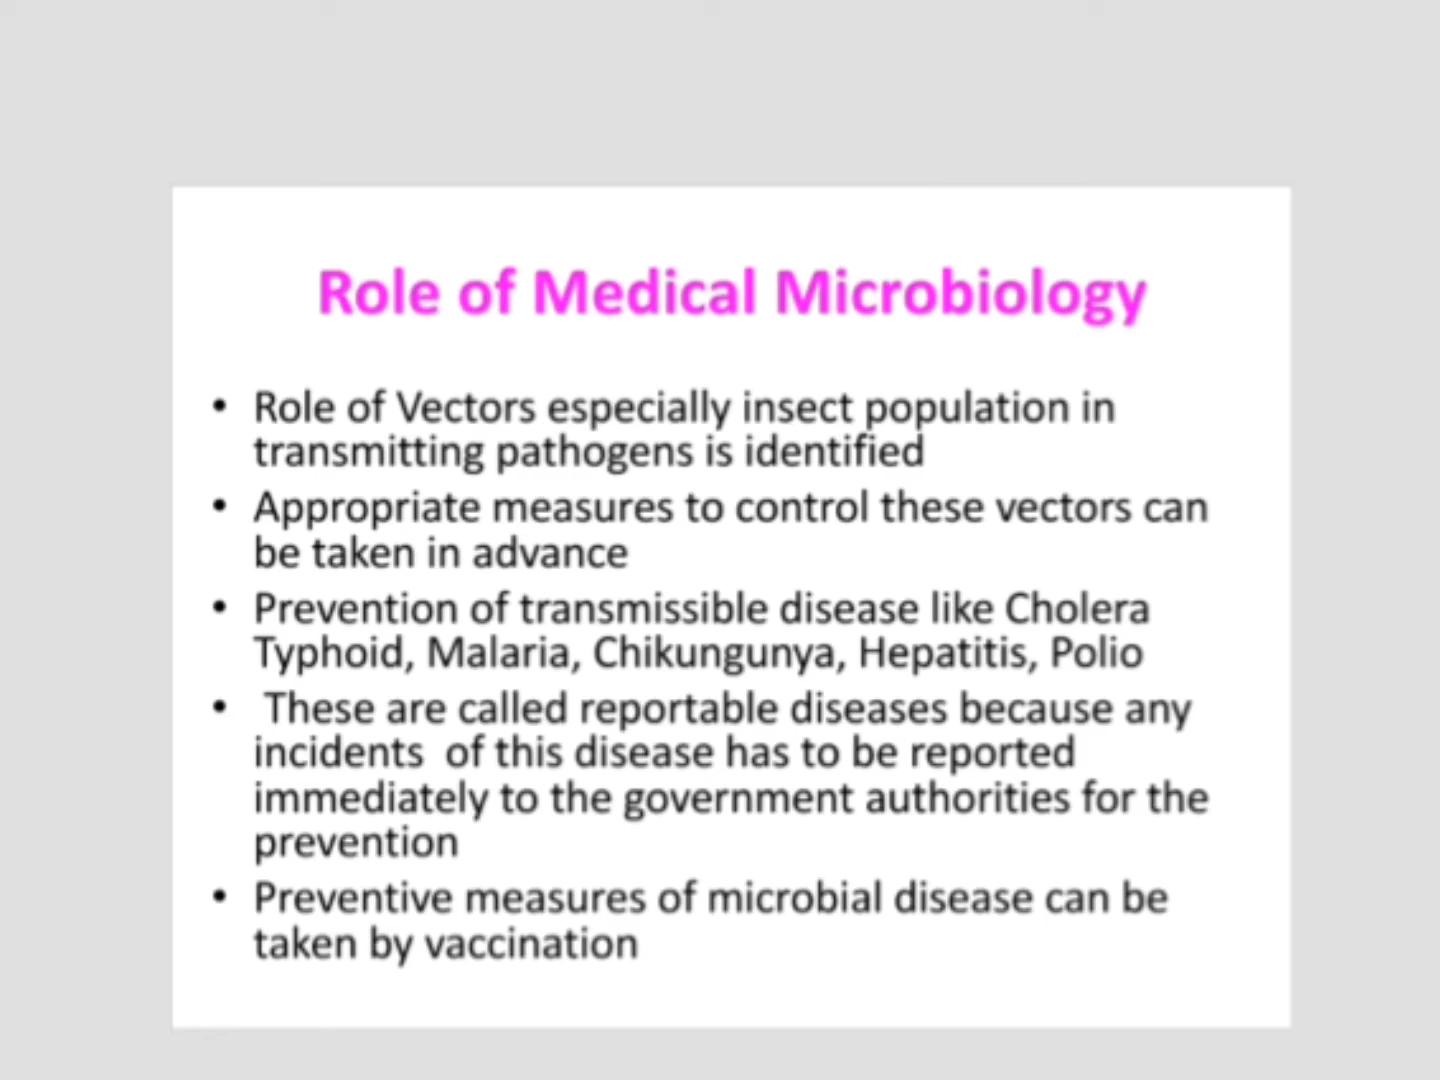 Role of Medical Microbiology
• Role of Vectors especially insect population in
transmitting pathogens is identified
• Appropriate measures to control these vectors can
be taken in advance
• Prevention of transmissible disease like Cholera
Typhoid, Malaria, Chikungunya, Hepatitis, Polio
• These are called reportable diseases because any
incidents of this disease has to be reported
immediately to the government authorities for the
prevention
• Preventive measures of microbial disease can be
taken by vaccination